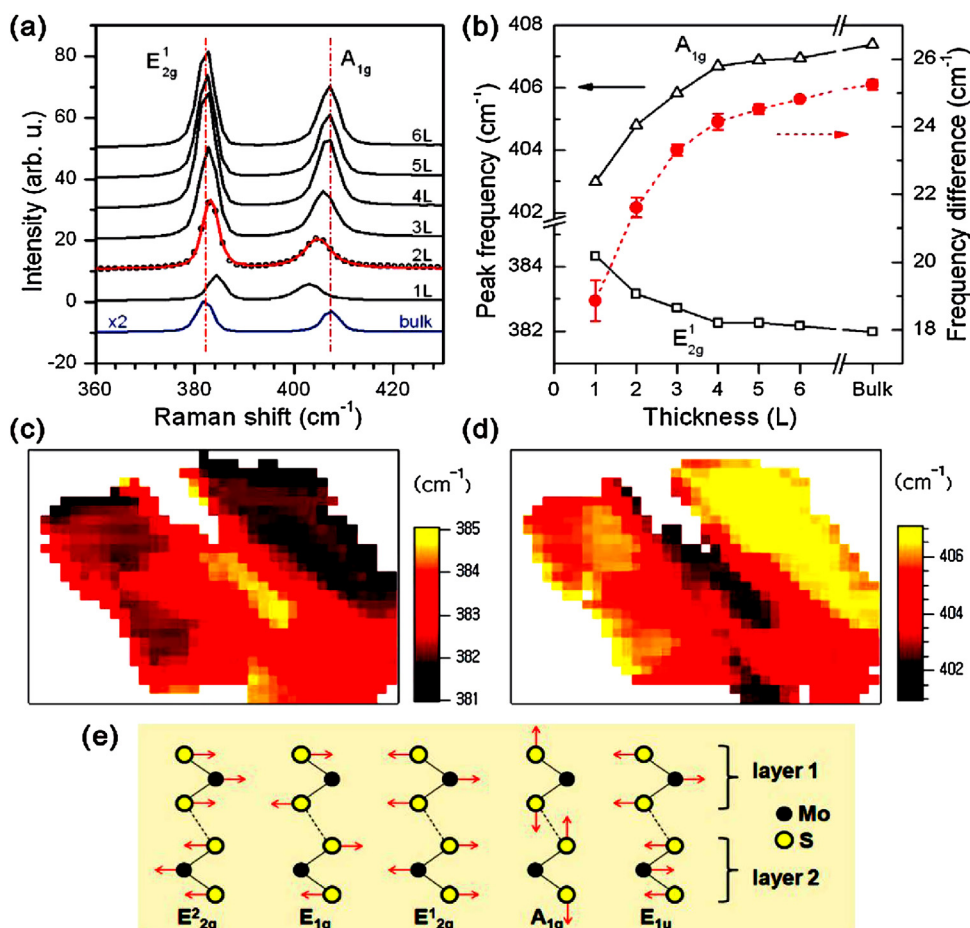 (a)
80
60
40
20
0
-10
Intensity (arb. u.)
E¹₂g
A₁g
6L
5L
4L
3L
2L
1L
x2
bulk
360
380
400
420
Raman shift (cm⁻¹)
(b)
408
406
404
402
384
382
Peak frequency (cm⁻¹)
A₁g
E¹₂g
26
24
22
20
18
Frequency difference (cm⁻¹)
0 1 2 3 4 5 6 Bulk
Thickness (L)
(c)
(cm⁻¹)
385
384
383
382
381
(d)
(cm⁻¹)
406
404
402
(e)
layer 1
Mo
S
layer 2
E²₂g
E₁g
E¹₂g
A₁g
E₁u